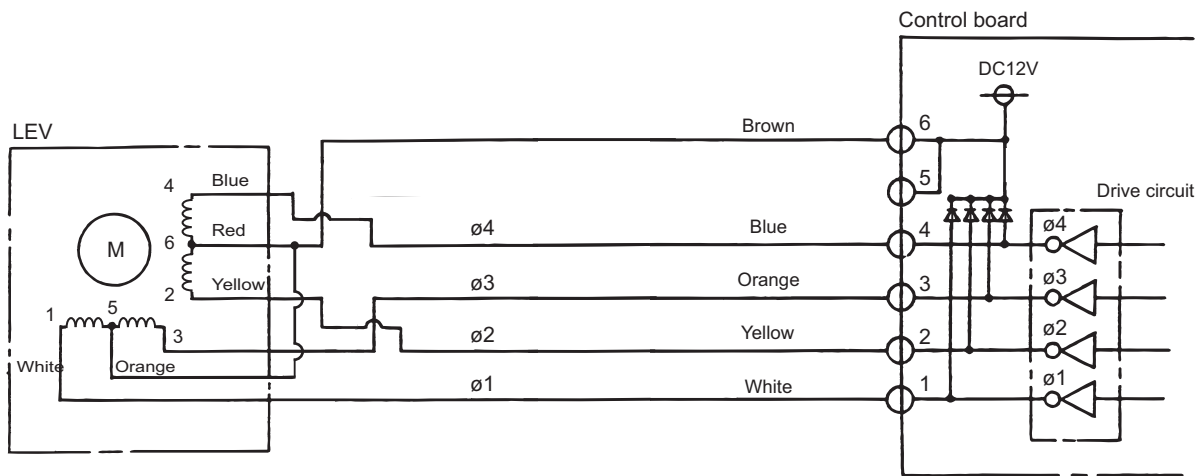 Control board
DC12V
LEV
Brown
6
5
4
Blue
Drive circuit
ø4
Blue
4
ø4
M
6
Red
ø3
Orange
3
ø3
2
Yellow
1
5
3
ø2
Yellow
2
ø2
White
Orange
ø1
White
1
ø1